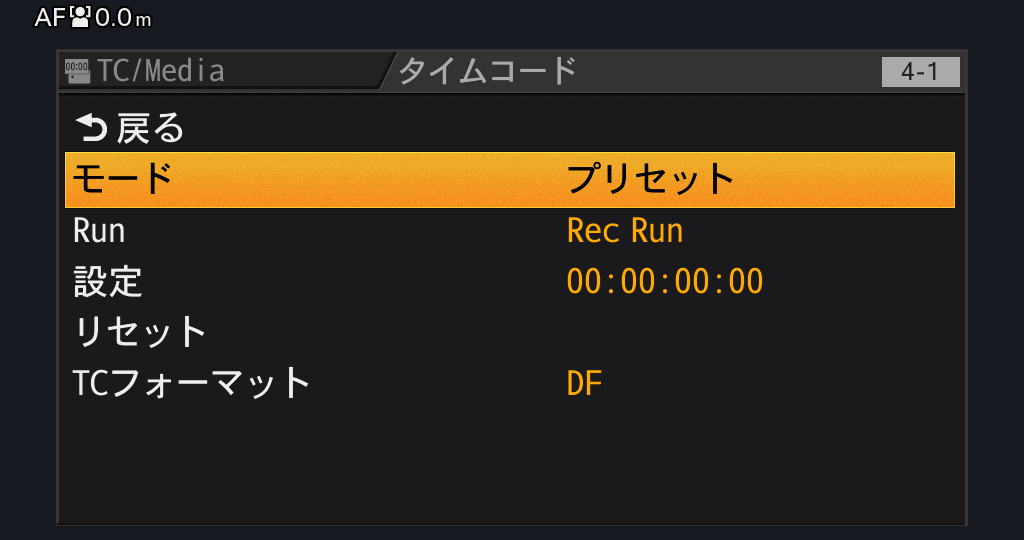 AF 0.0m
00:00 TC/Media タイムコード 4-1
戻る
モード プリセット
Run Rec Run
設定 00:00:00:00
リセット
TCフォーマット DF